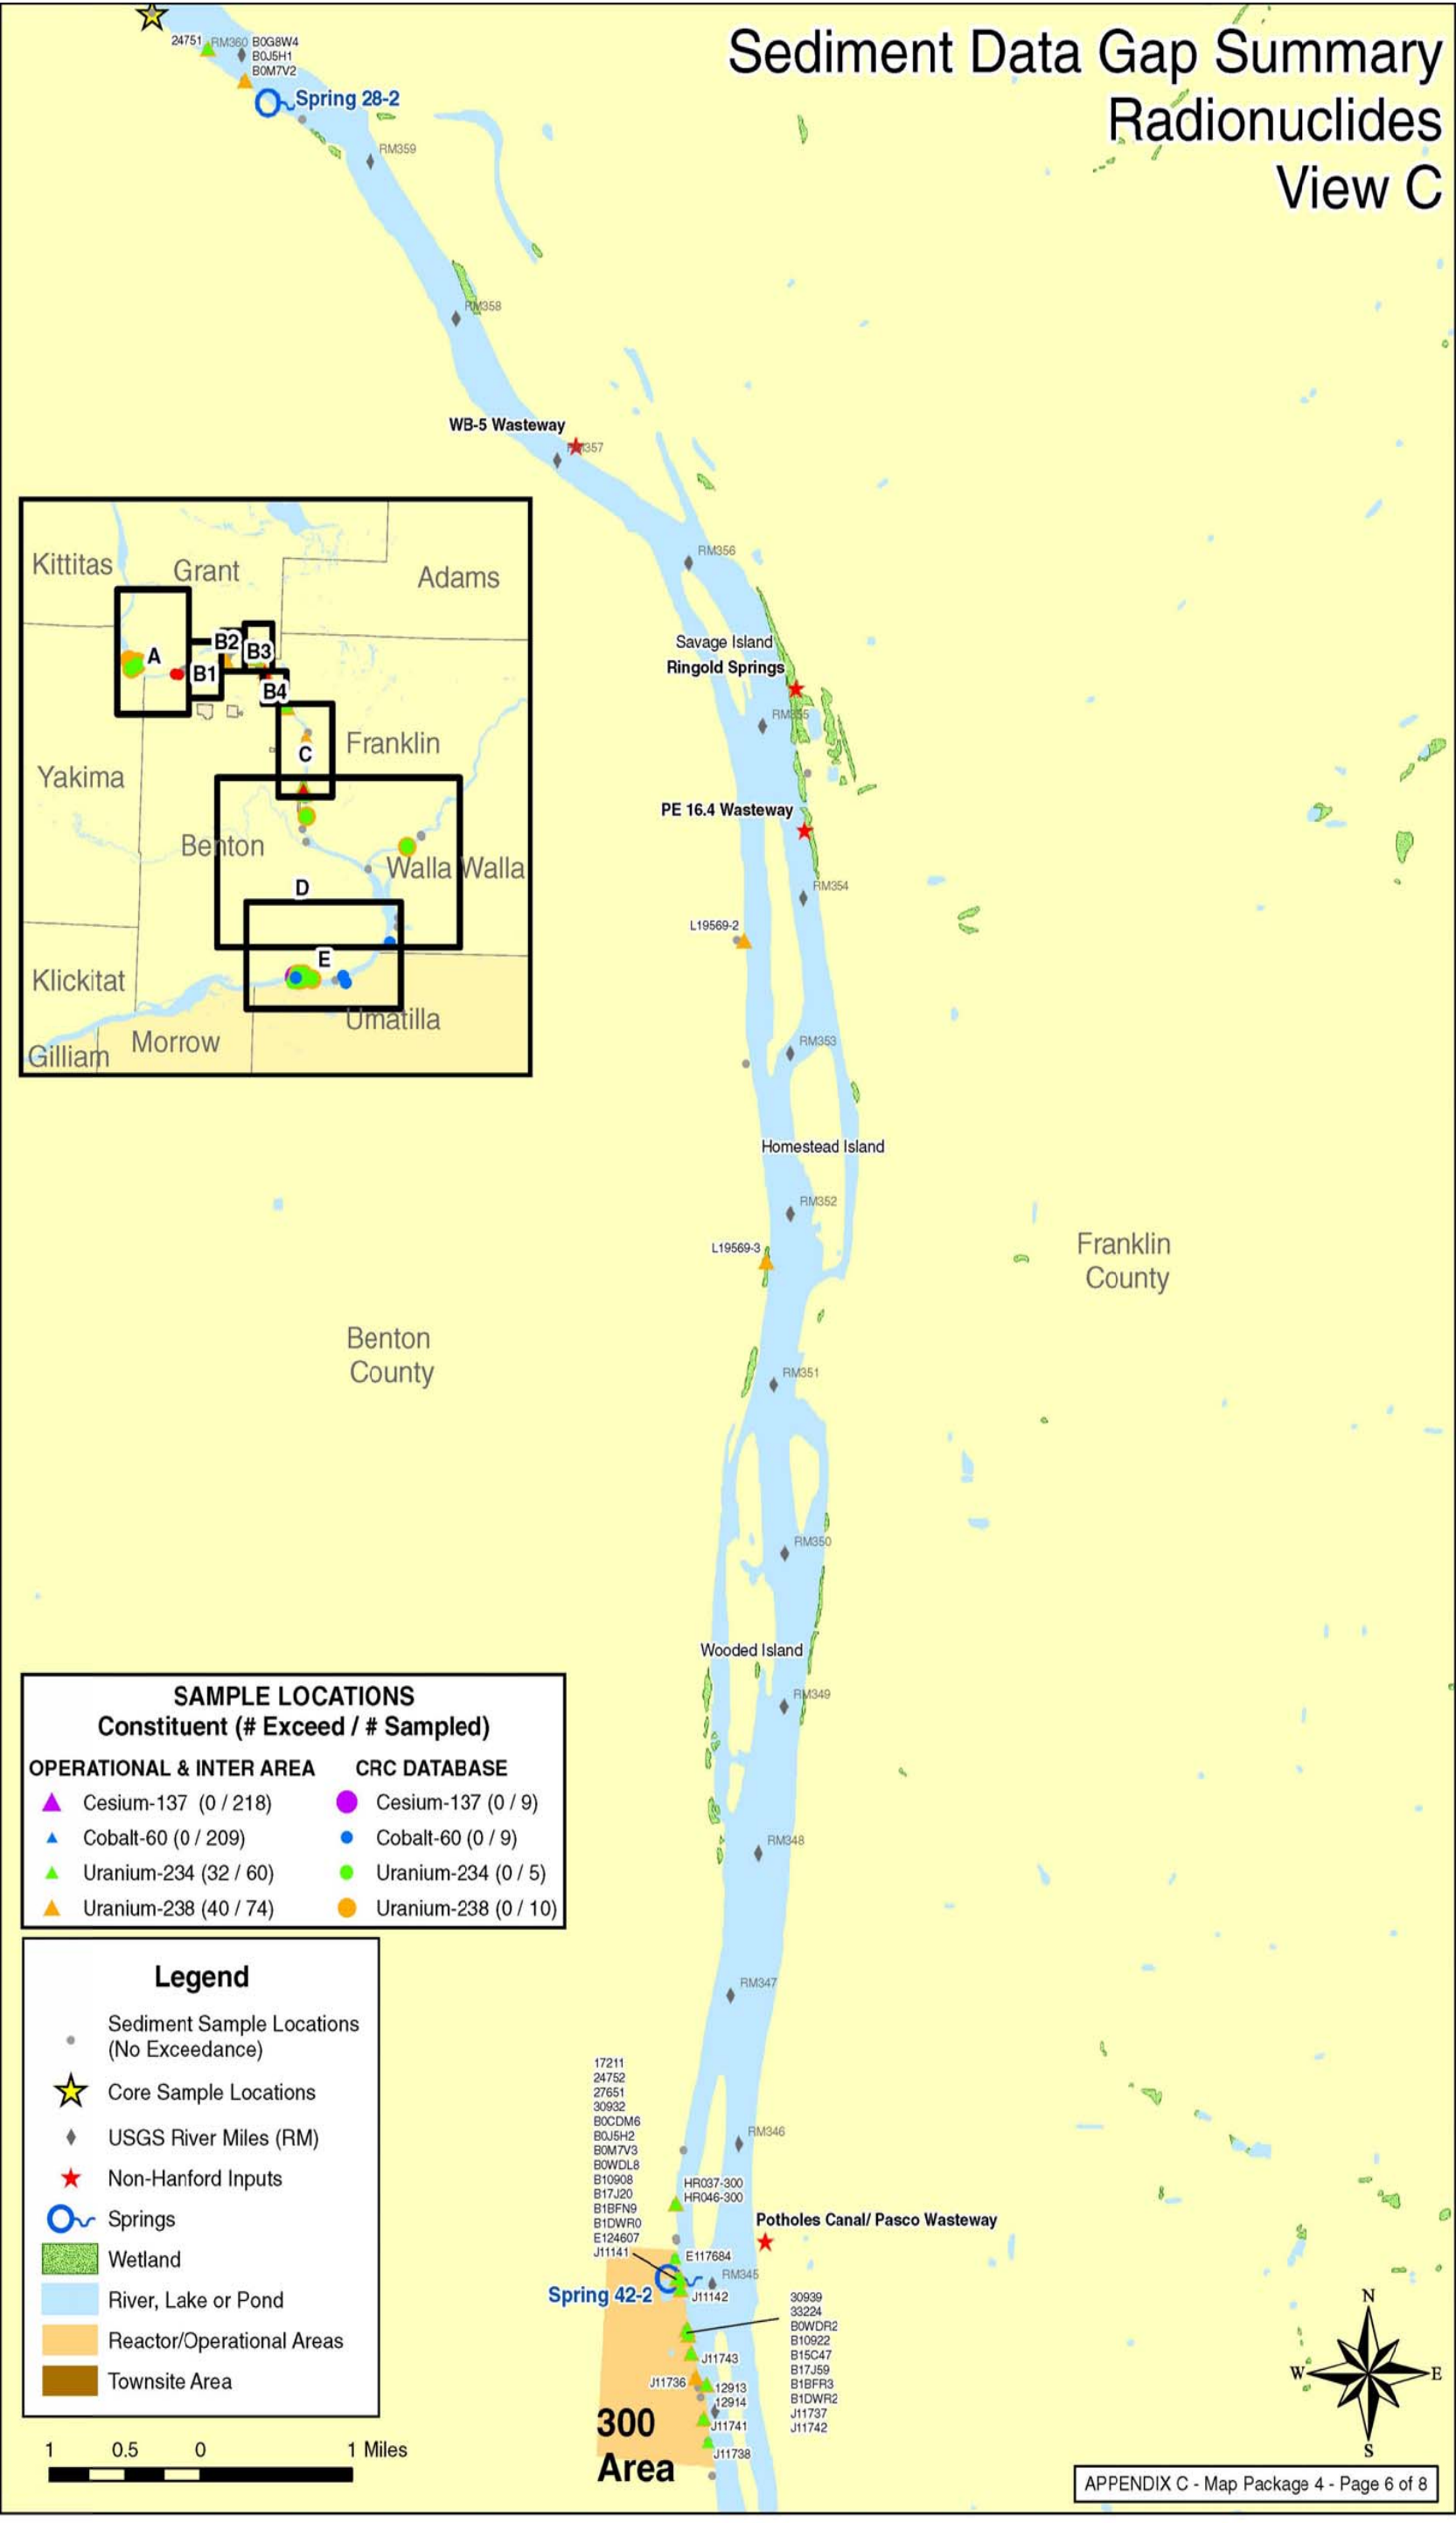 Sediment Data Gap Summary
Radionuclides
View C
24751
RM360
B0G8W4
B0J5H1
B0M7V2
Spring 28-2
RM359
RM358
WB-5 Wasteway
RM357
RM356
Savage Island
Ringold Springs
RM355
PE 16.4 Wasteway
RM354
L19569-2
RM353
Homestead Island
RM352
L19569-3
Franklin
County
Benton
County
RM351
RM350
Wooded Island
RM349
RM348
RM347
RM346
Kittitas
Grant
Adams
A
B1
B2
B3
B4
C
Franklin
Yakima
Benton
Walla Walla
D
E
Klickitat
Umatilla
Morrow
Gilliam
SAMPLE LOCATIONS
Constituent (# Exceed / # Sampled)
OPERATIONAL & INTER AREA
Cesium-137 (0 / 218)
Cobalt-60 (0 / 209)
Uranium-234 (32 / 60)
Uranium-238 (40 / 74)
CRC DATABASE
Cesium-137 (0 / 9)
Cobalt-60 (0 / 9)
Uranium-234 (0 / 5)
Uranium-238 (0 / 10)
Legend
Sediment Sample Locations
(No Exceedance)
Core Sample Locations
USGS River Miles (RM)
Non-Hanford Inputs
Springs
Wetland
River, Lake or Pond
Reactor/Operational Areas
Townsite Area
1 0.5 0 1 Miles
17211
24752
27651
30932
B0CDM6
B0J5H2
B0M7V3
B0WDL8
B10908
B17J20
B1BFN9
B1DWR0
E124607
J11141
HR037-300
HR046-300
Potholes Canal/ Pasco Wasteway
E117684
RM345
Spring 42-2
J11142
30939
33224
B0WDR2
B10922
B15C47
B17J59
B1BFR3
B1DWR2
J11737
J11742
J11743
J11736
12913
12914
J11741
J11738
300
Area
N
W
E
S
APPENDIX C - Map Package 4 - Page 6 of 8